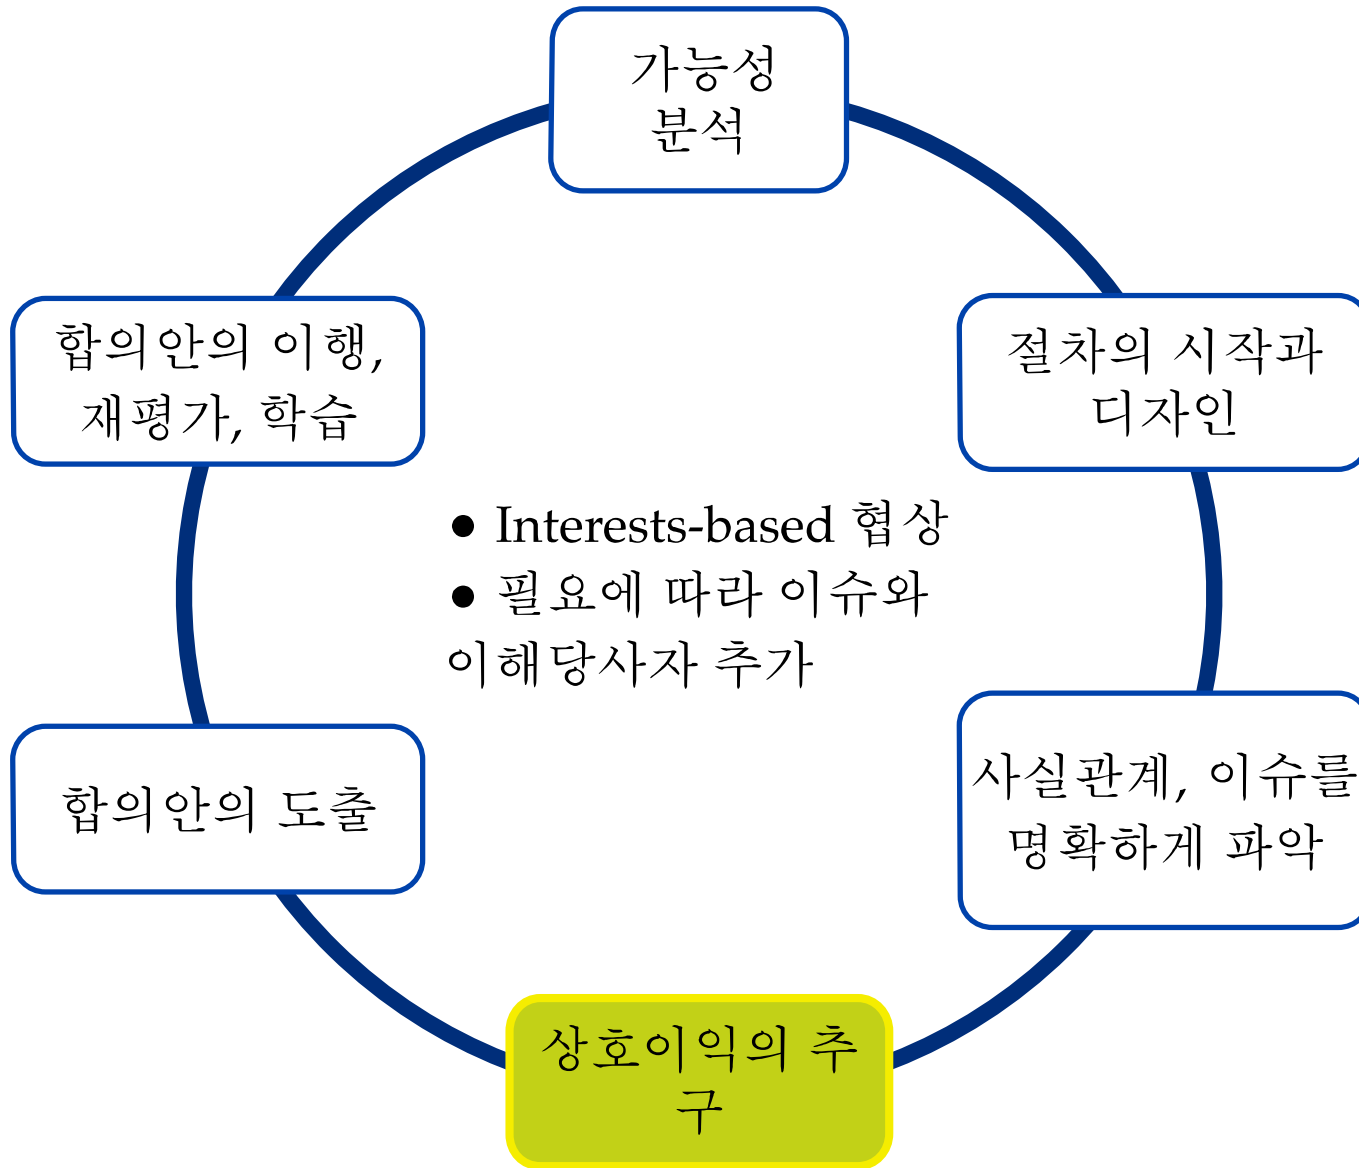 가능성
분석
절차의 시작과
디자인
사실관계, 이슈를
명확하게 파악
상호이익의 추
구
합의안의 도출
합의안의 이행,
재평가, 학습
● Interests-based 협상
● 필요에 따라 이슈와
이해당사자 추가